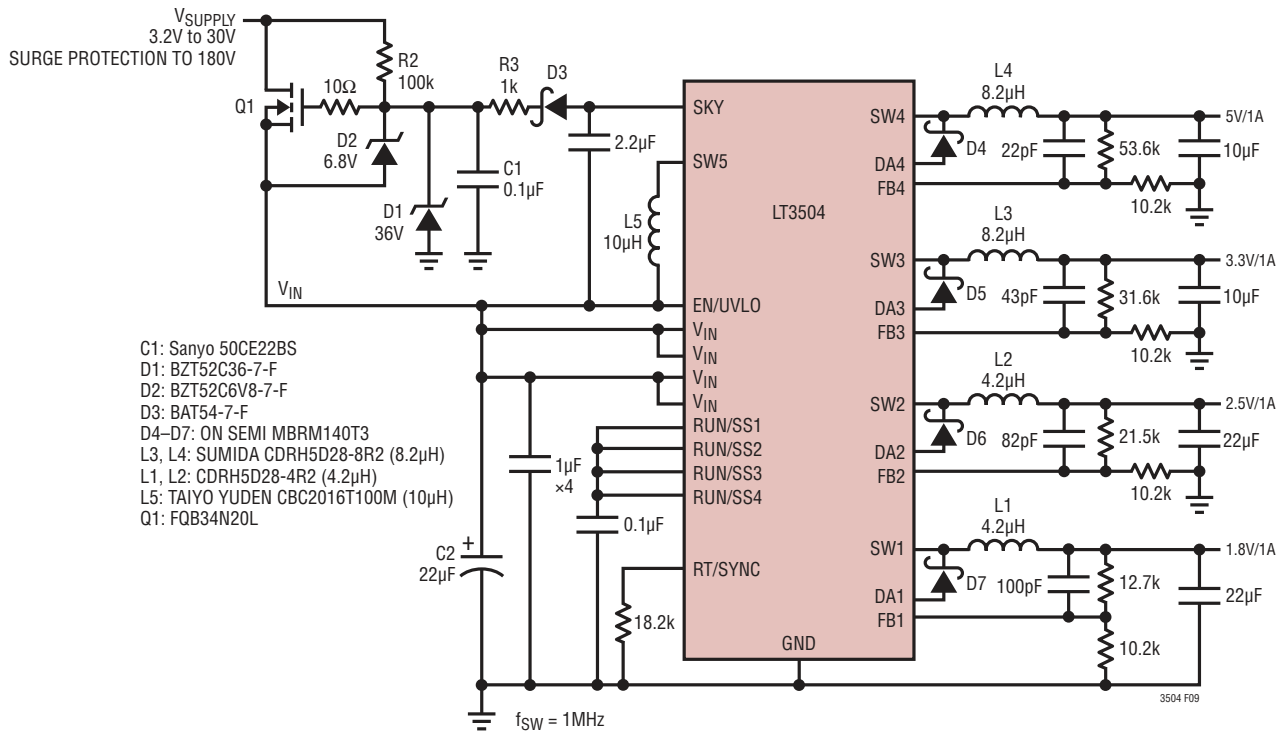 VSUPPLY
3.2V to 30V
SURGE PROTECTION TO 180V
R2
100k
Q1
10Ω
R3
1k
D3
D2
6.8V
D1
36V
C1
0.1µF
2.2µF
L5
10µH
VIN
SKY
SW5
EN/UVLO
VIN
VIN
VIN
VIN
RUN/SS1
RUN/SS2
RUN/SS3
RUN/SS4
RT/SYNC
GND
LT3504
SW4
DA4
FB4
SW3
DA3
FB3
SW2
DA2
FB2
SW1
DA1
FB1
L4
8.2µH
D4
22pF
53.6k
10.2k
5V/1A
10µF
L3
8.2µH
D5
43pF
31.6k
10.2k
3.3V/1A
10µF
L2
4.2µH
D6
82pF
21.5k
10.2k
2.5V/1A
22µF
L1
4.2µH
D7
100pF
12.7k
10.2k
1.8V/1A
22µF
C1: Sanyo 50CE22BS
D1: BZT52C36-7-F
D2: BZT52C6V8-7-F
D3: BAT54-7-F
D4–D7: ON SEMI MBRM140T3
L3, L4: SUMIDA CDRH5D28-8R2 (8.2µH)
L1, L2: CDRH5D28-4R2 (4.2µH)
L5: TAIYO YUDEN CBC2016T100M (10µH)
Q1: FQB34N20L
+
C2
22µF
1µF
×4
0.1µF
18.2k
fSW = 1MHz
3504 F09